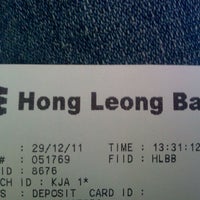 Hong Leong Ba
: 29/12/11 TIME : 13:31:12
#: 051769 FIID : HLBB
ID : 8676
CH ID : KJA 1*
S : DEPOSIT CARD ID :